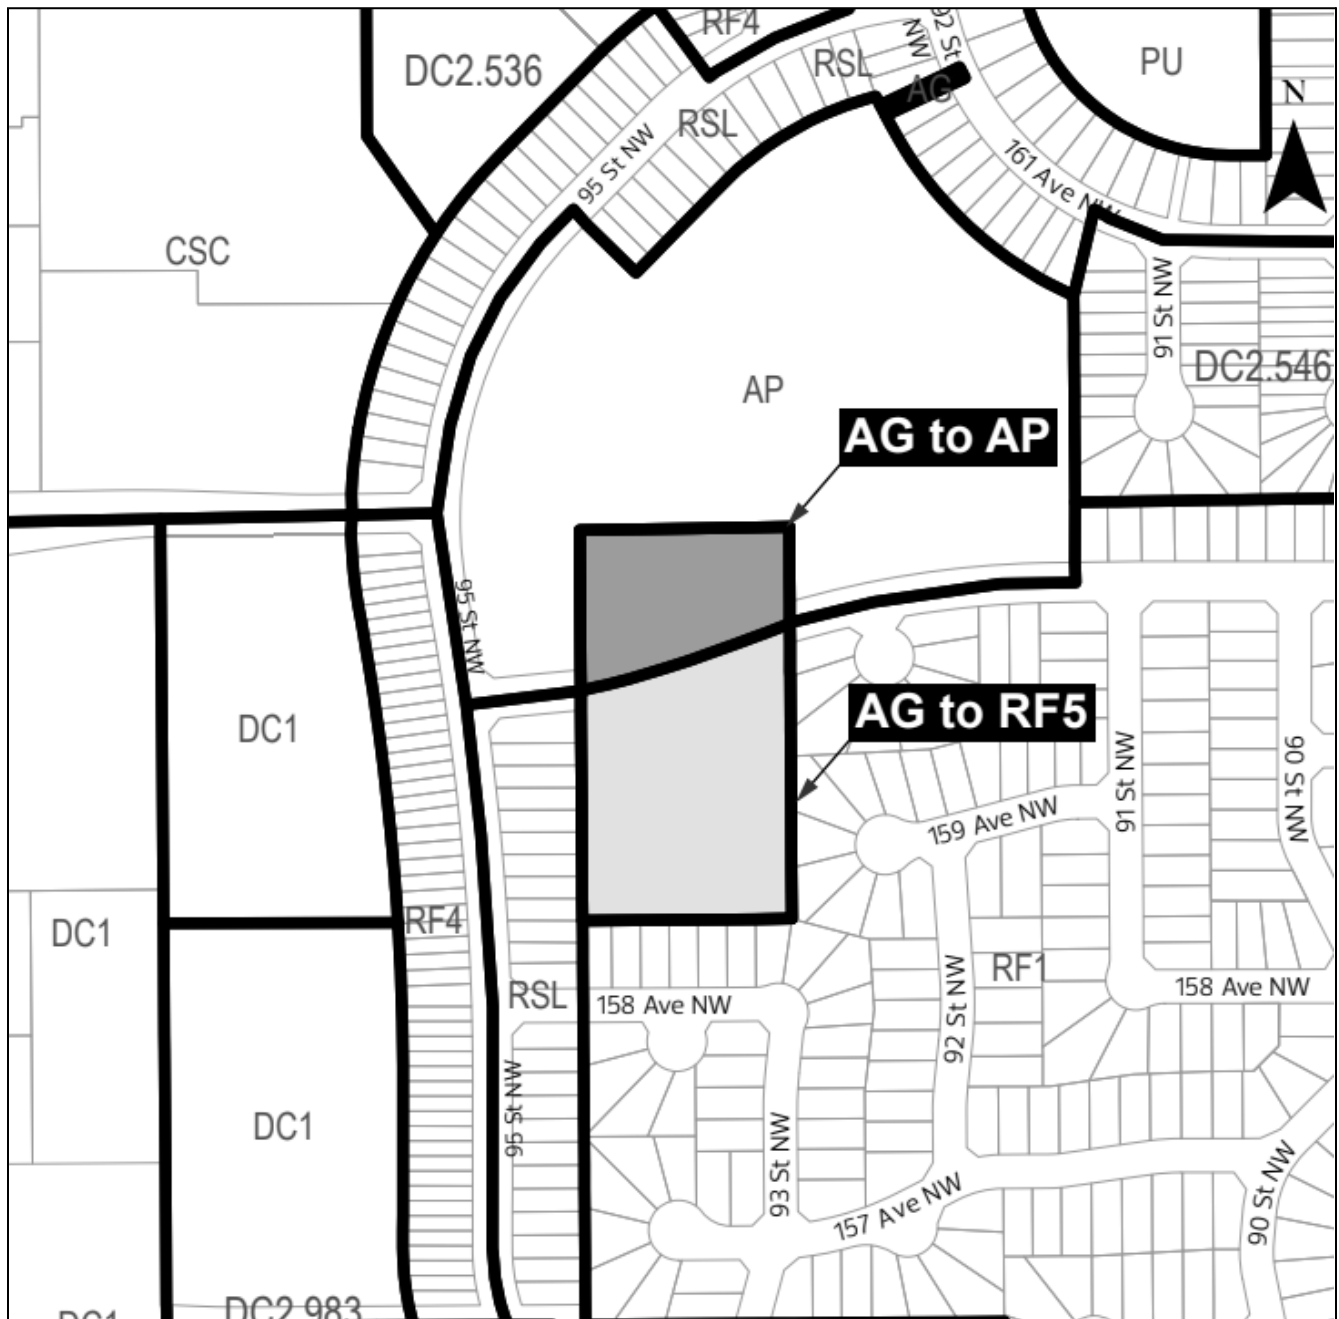 RF4
DC2.536
RSL
92 St
NW
PU
AG
N
RSL
95 St NW
161 Ave NW
CSC
91 St NW
DC2.546
AP
AG to AP
95 St NW
AG to RF5
DC1
91 St NW
90 St NW
159 Ave NW
RF4
DC1
RF1
RSL
158 Ave NW
158 Ave NW
92 St NW
95 St NW
DC1
93 St NW
157 Ave NW
90 St NW
DC2.983
DC1